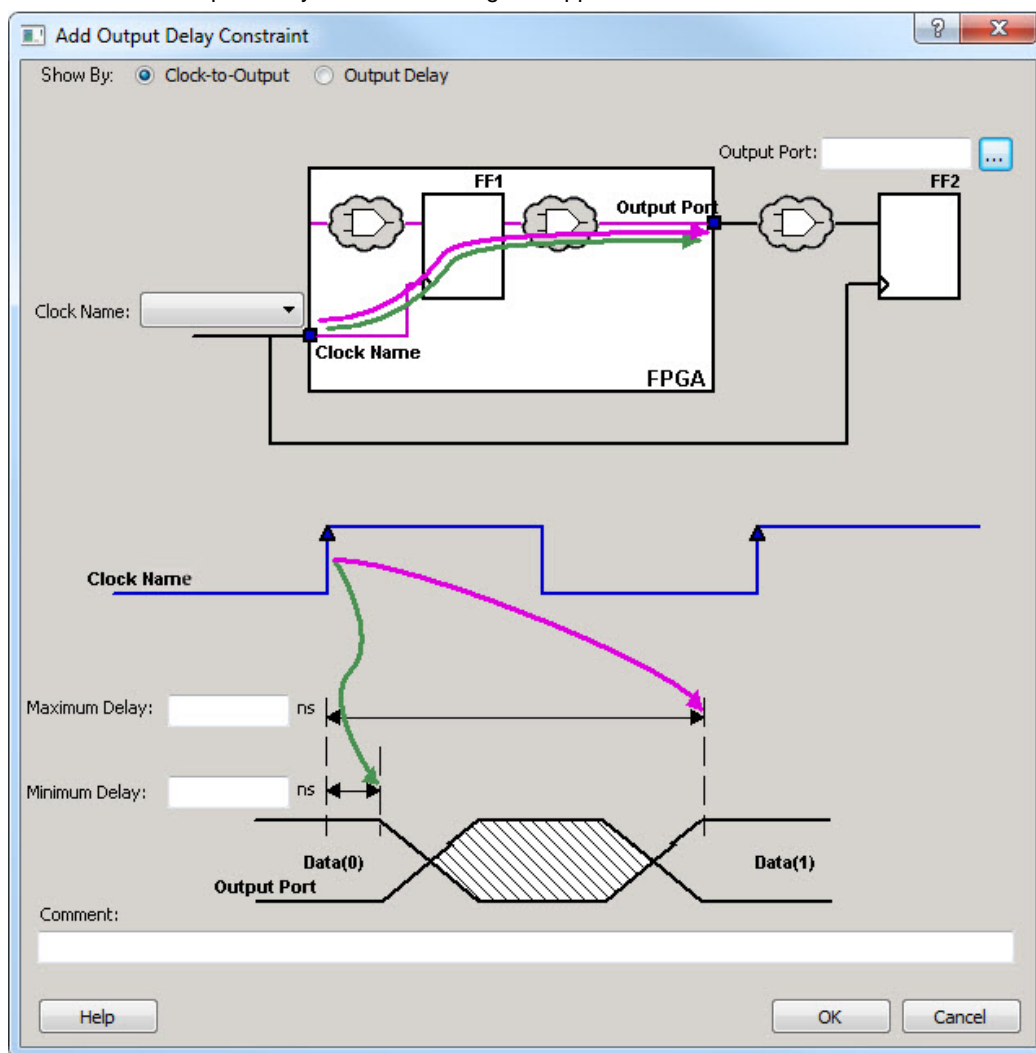 Add Output Delay Constraint
Show By: Clock-to-Output Output Delay
Output Port: ...
FF1
FF2
Output Port
Clock Name:
Clock Name
FPGA
Clock Name
Maximum Delay: ns
Minimum Delay: ns
Data(0)
Data(1)
Output Port
Comment:
Help
OK
Cancel